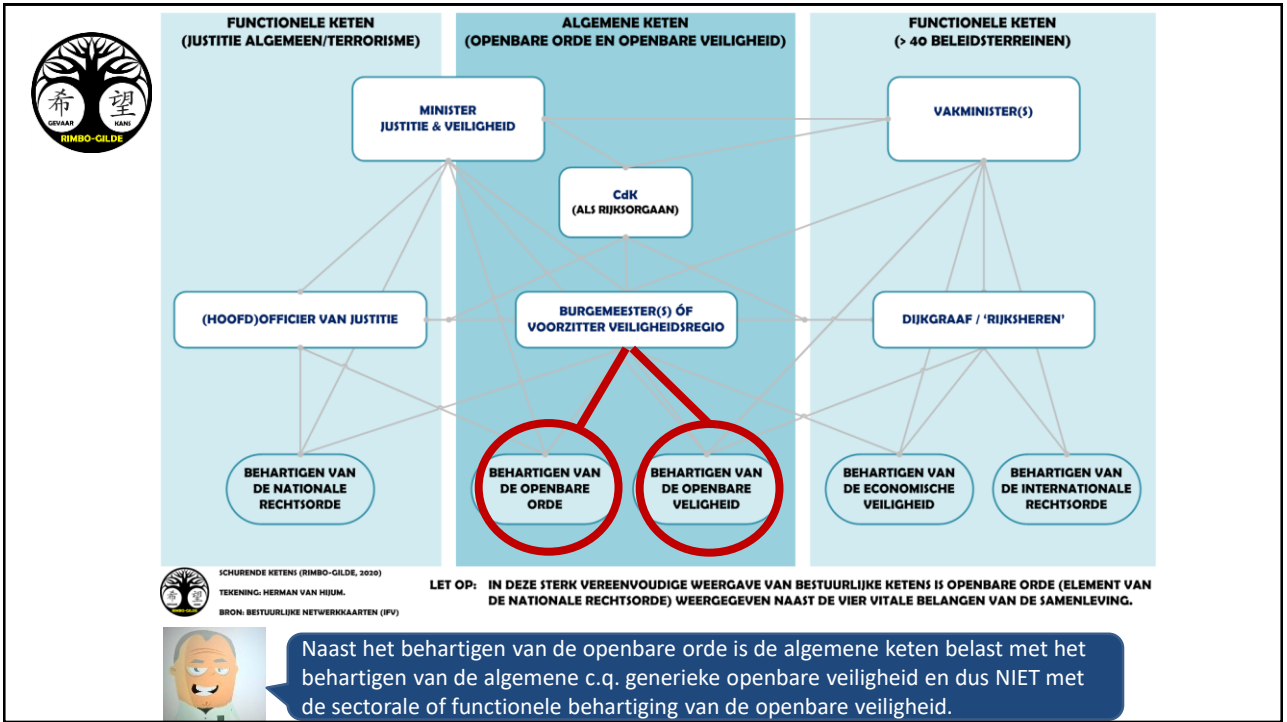 FUNCTIONELE KETEN
(JUSTITIE ALGEMEEN/TERRORISME)
ALGEMENE KETEN
(OPENBARE ORDE EN OPENBARE VEILIGHEID)
FUNCTIONELE KETEN
(> 40 BELEIDSTERREINEN)
希 望
GEVAAR KANS
RIMBO-GILDE
MINISTER
JUSTITIE & VEILIGHEID
VAKMINISTER(S)
CdK
(ALS RIJKSORGAAN)
(HOOFD)OFFICIER VAN JUSTITIE
BURGEMEESTER(S) ÓF
VOORZITTER VEILIGHEIDSREGIO
DIJKGRAAF / ‘RIJKSHEREN’
BEHARTIGEN VAN
DE NATIONALE
RECHTSORDE
BEHARTIGEN VAN
DE OPENBARE
ORDE
BEHARTIGEN VAN
DE OPENBARE
VELIGHEID
BEHARTIGEN VAN
DE ECONOMISCHE
VEILIGHEID
BEHARTIGEN VAN
DE INTERNATIONALE
RECHTSORDE
SCHURENDE KETENS (RIMBO-GILDE, 2020)
TEKENING: HERMAN VAN HIJUM.
BRON: BESTUURLIJKE NETWERKKAARTEN (IFV)
LET OP: IN DEZE STERK VEREENVOUDIGE WEERGAVE VAN BESTUURLIJKE KETENS IS OPENBARE ORDE (ELEMENT VAN
DE NATIONALE RECHTSORDE) WEERGEGEVEN NAAST DE VIER VITALE BELANGEN VAN DE SAMENLEVING.
Naast het behartigen van de openbare orde is de algemene keten belast met het
behartigen van de algemene c.q. generieke openbare veiligheid en dus NIET met
de sectorale of functionele behartiging van de openbare veiligheid.